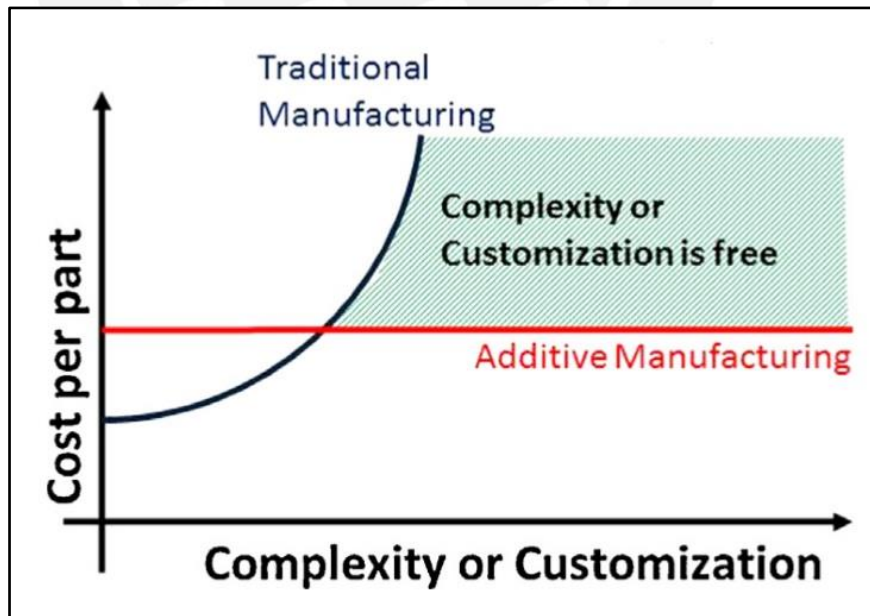 Traditional
Manufacturing
Complexity or
Customization is free
Additive Manufacturing
Cost per part
Complexity or Customization